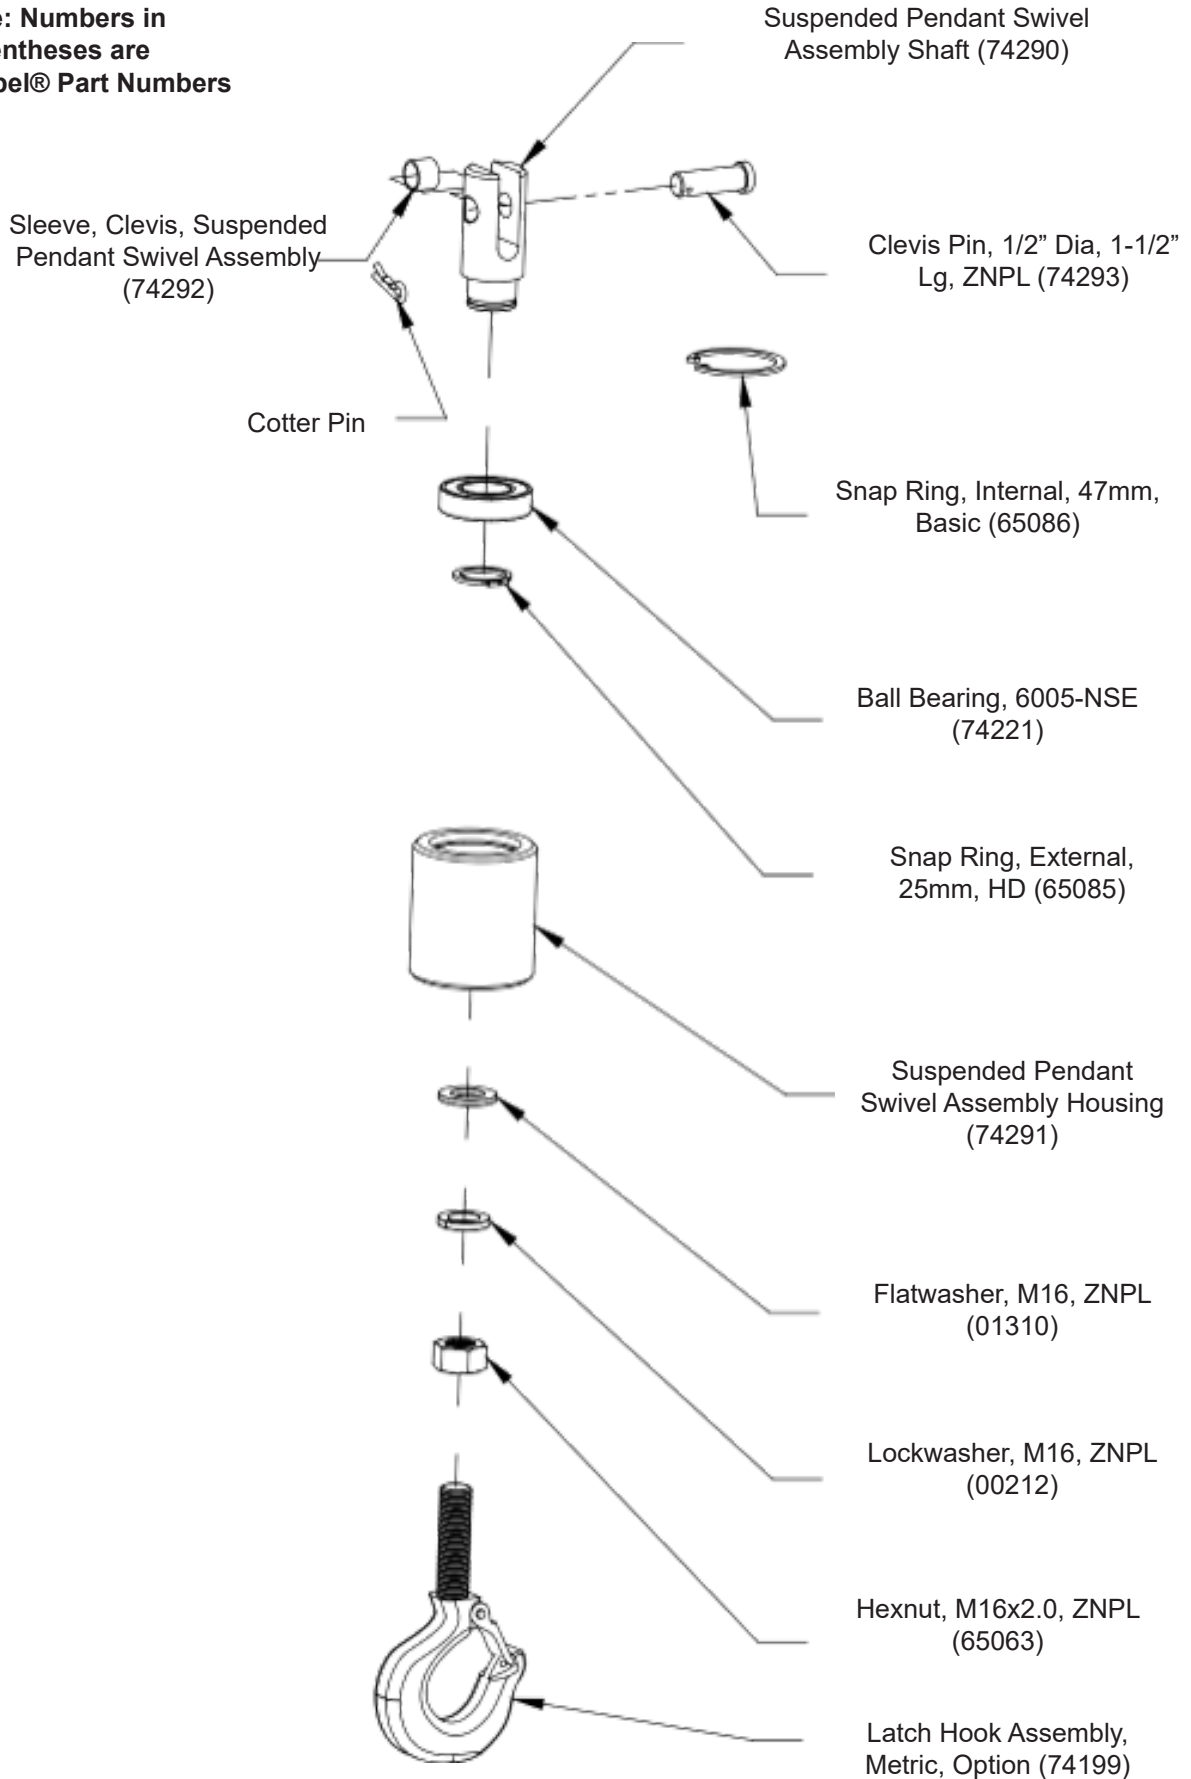 Numbers in
are
Part Numbers
Suspended Pendant Swivel
Assembly Shaft (74290)
Sleeve, Clevis, Suspended
Pendant Swivel Assembly
(74292)
Clevis Pin, 1/2” Dia, 1-1/2”
Lg, ZNPL (74293)
Cotter Pin
Snap Ring, Internal, 47mm,
Basic (65086)
Ball Bearing, 6005-NSE
(74221)
Snap Ring, External,
25mm, HD (65085)
Suspended Pendant
Swivel Assembly Housing
(74291)
Flatwasher, M16, ZNPL
(01310)
Lockwasher, M16, ZNPL
(00212)
Hexnut, M16x2.0, ZNPL
(65063)
Latch Hook Assembly,
Metric, Option (74199)